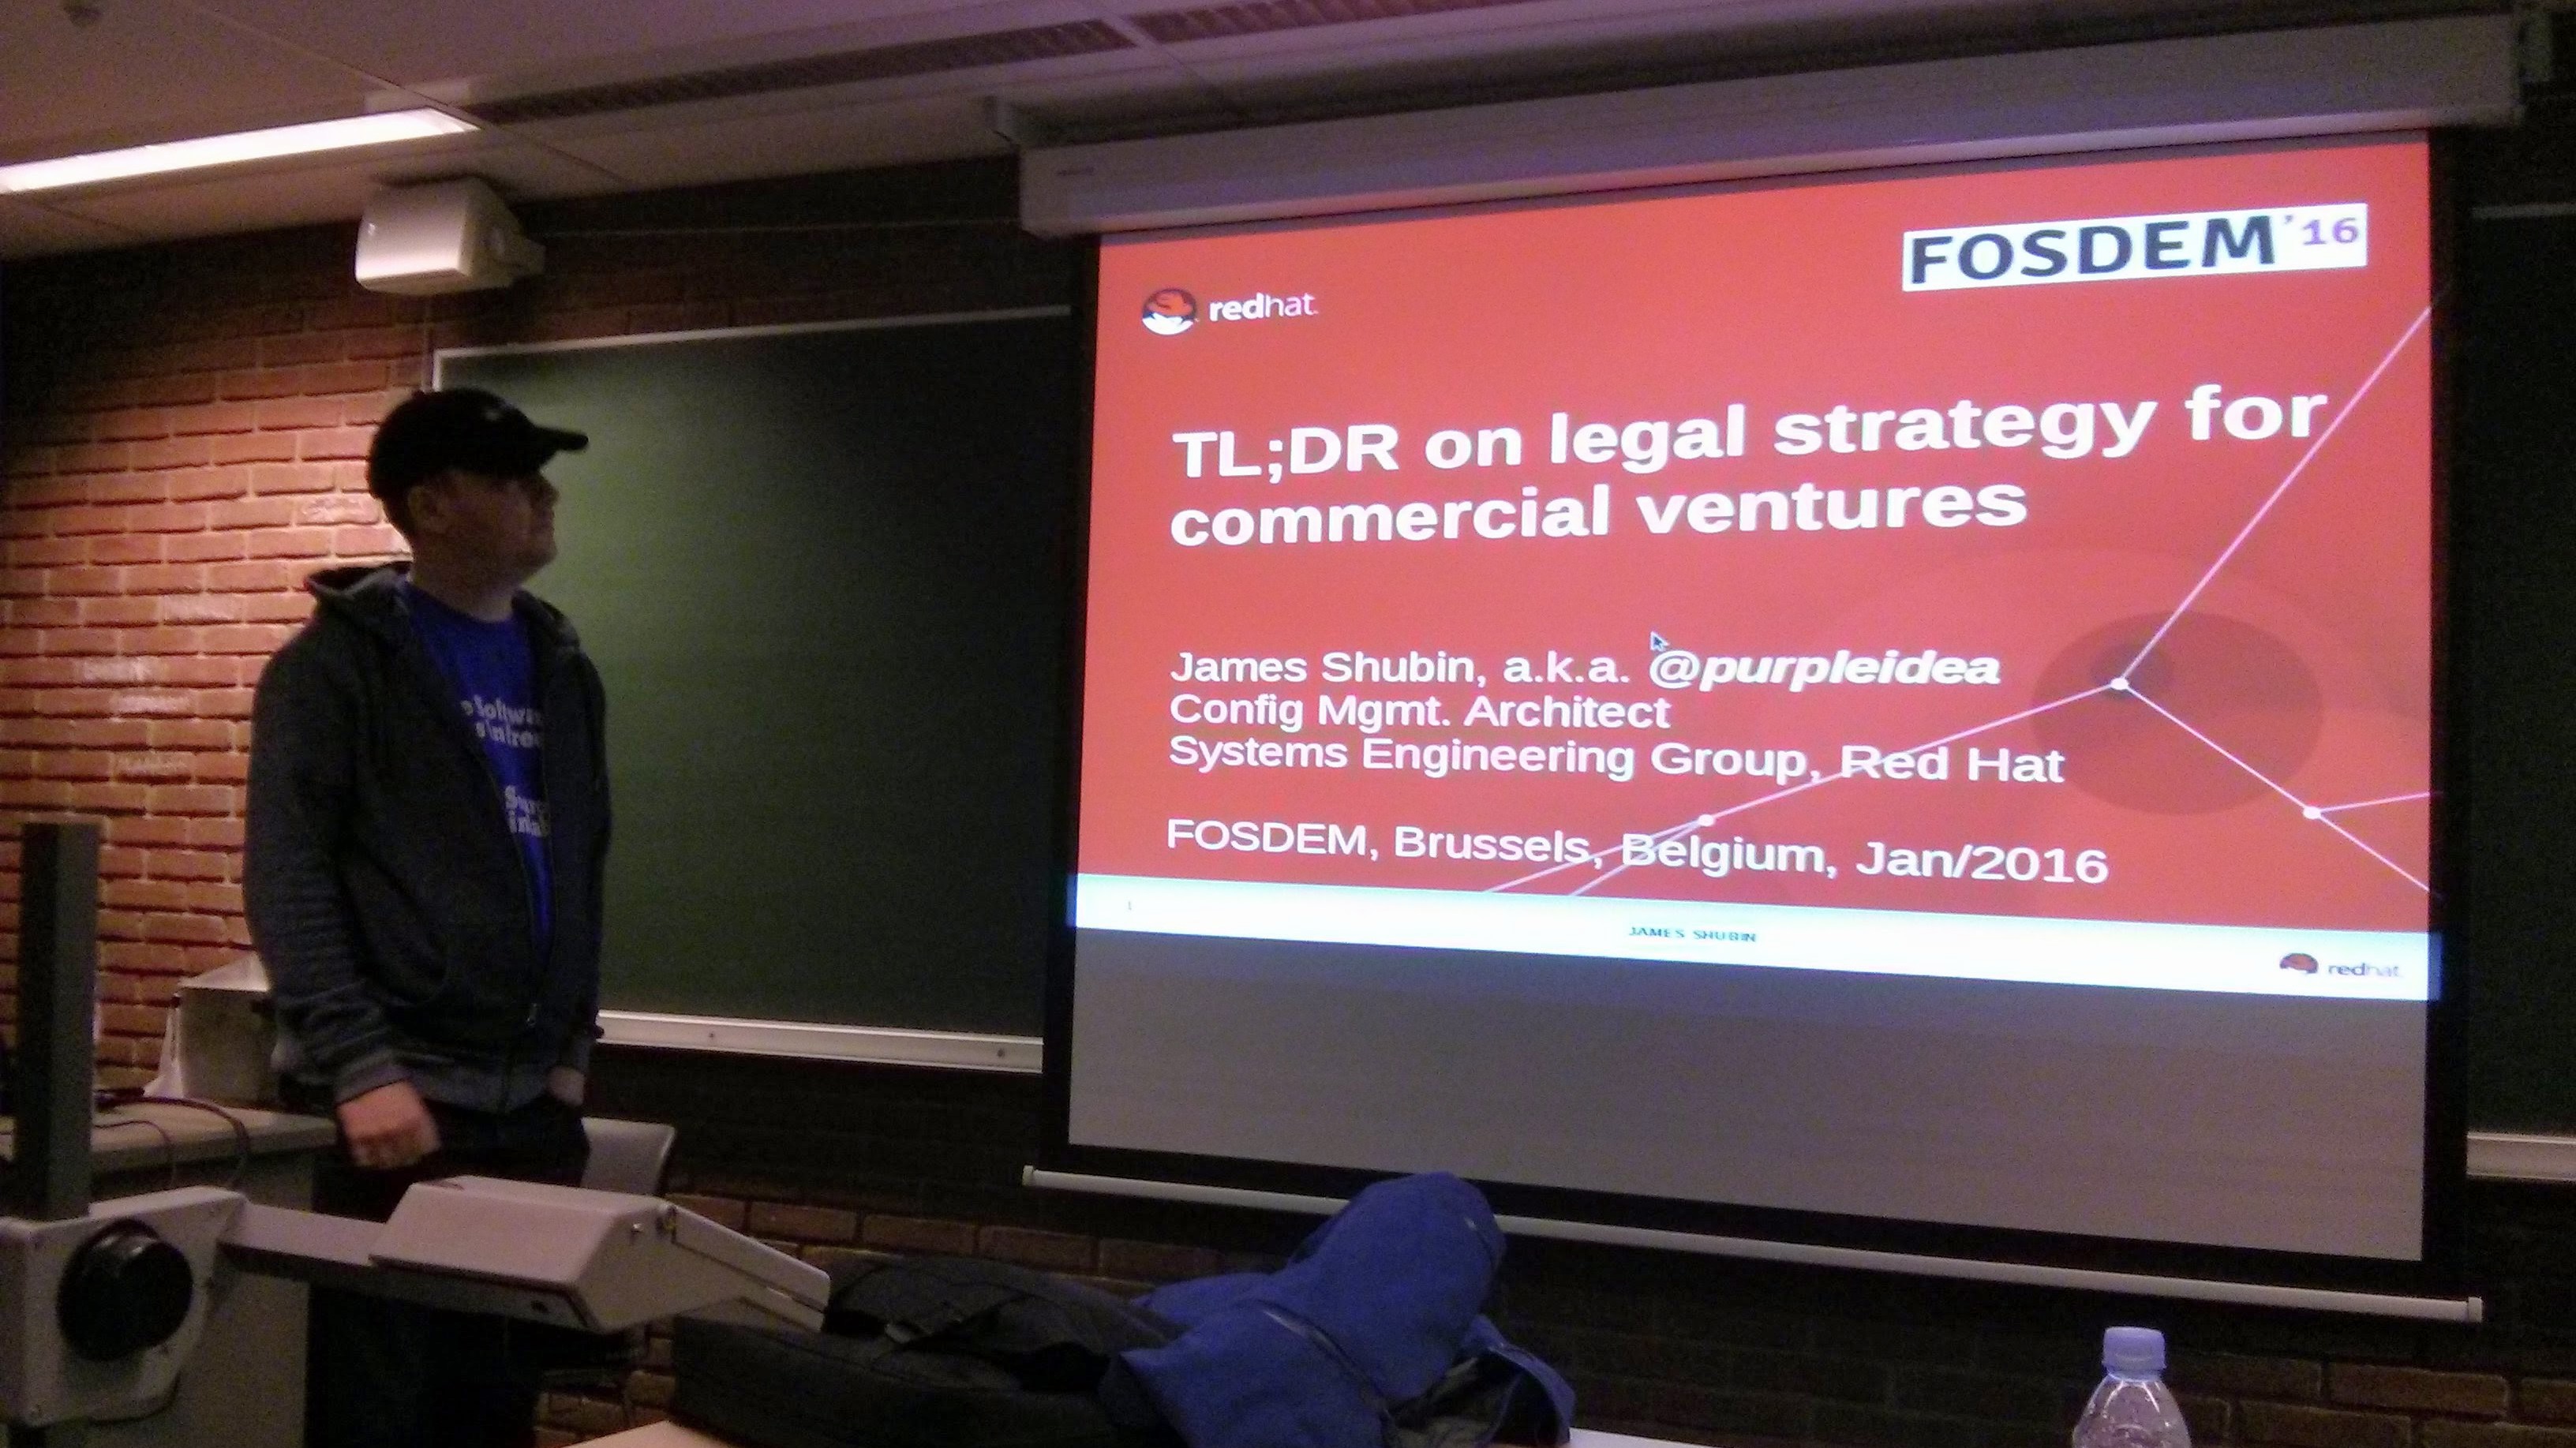 FOSDEM'16
redhat.
TL;DR on legal strategy for
commercial ventures
James Shubin, a.k.a. @purpleidea
Config Mgmt. Architect
Systems Engineering Group, Red Hat
FOSDEM, Brussels, Belgium, Jan/2016
1
JAMES SHUBIN
redhat.